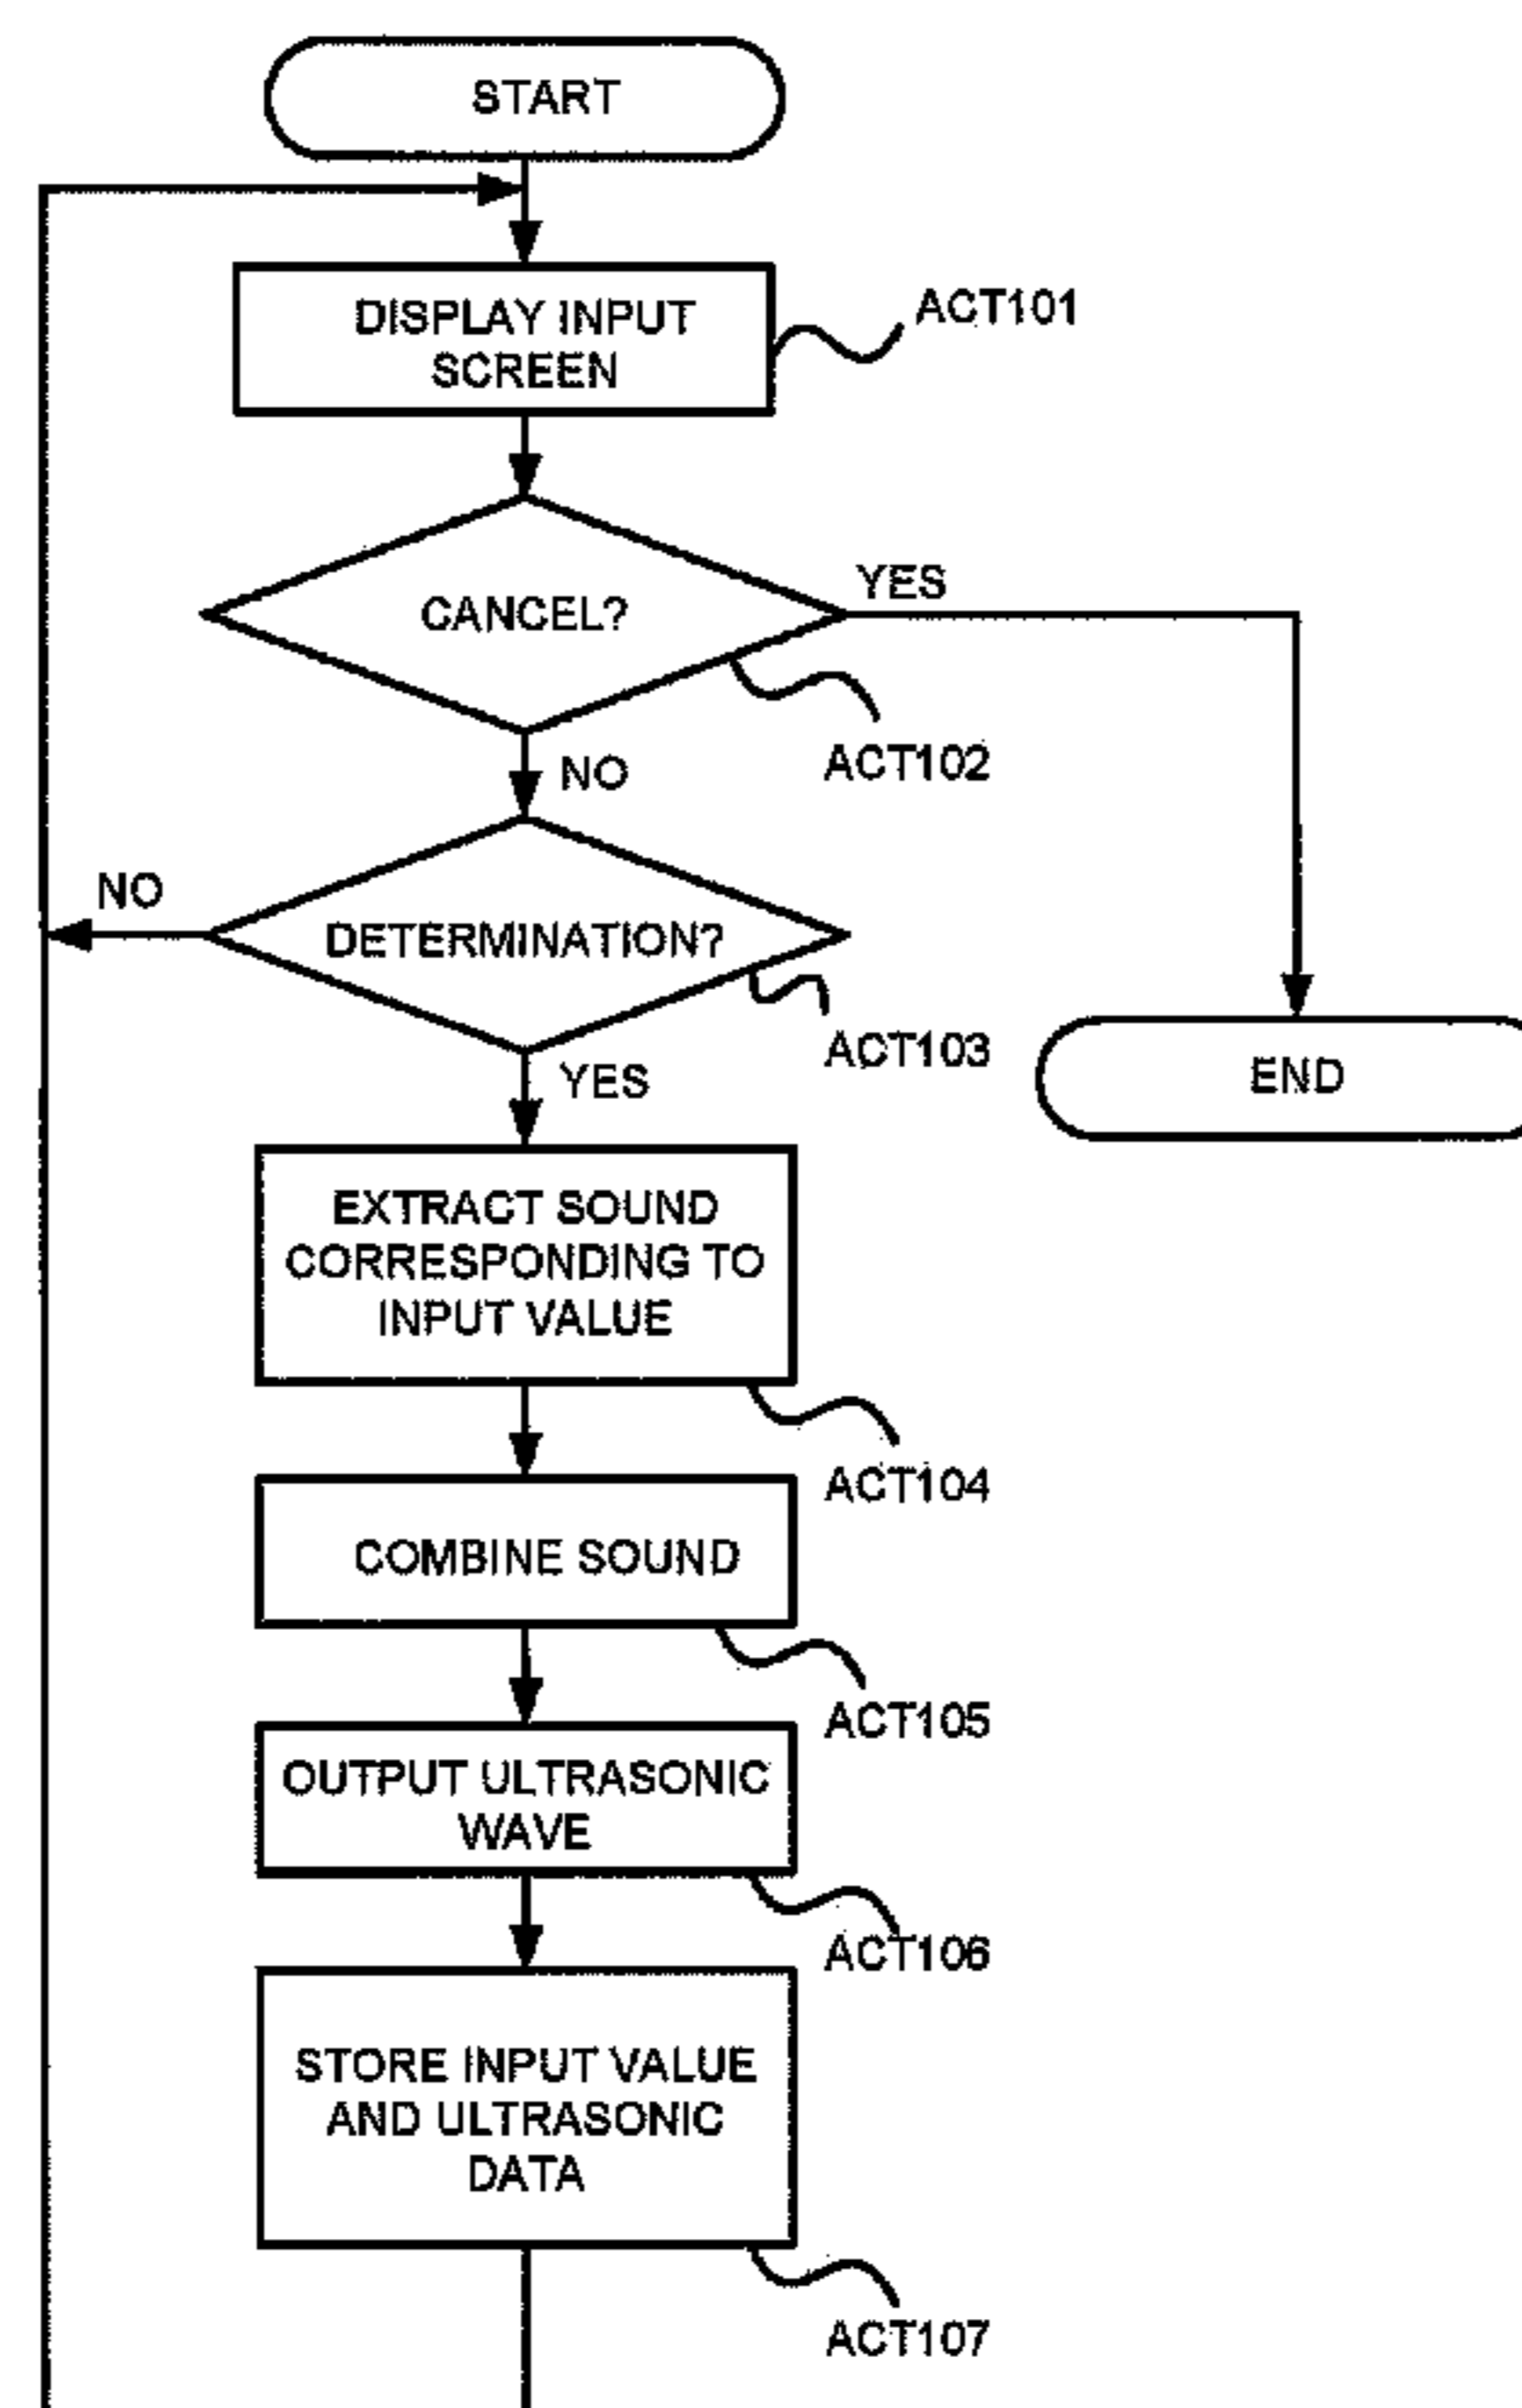 START
DISPLAY INPUT
SCREEN
ACT101
CANCEL?
YES
ACT102
NO
DETERMINATION?
NO
ACT103
YES
END
EXTRACT SOUND
CORRESPONDING TO
INPUT VALUE
ACT104
COMBINE SOUND
ACT105
OUTPUT ULTRASONIC
WAVE
ACT106
STORE INPUT VALUE
AND ULTRASONIC
DATA
ACT107